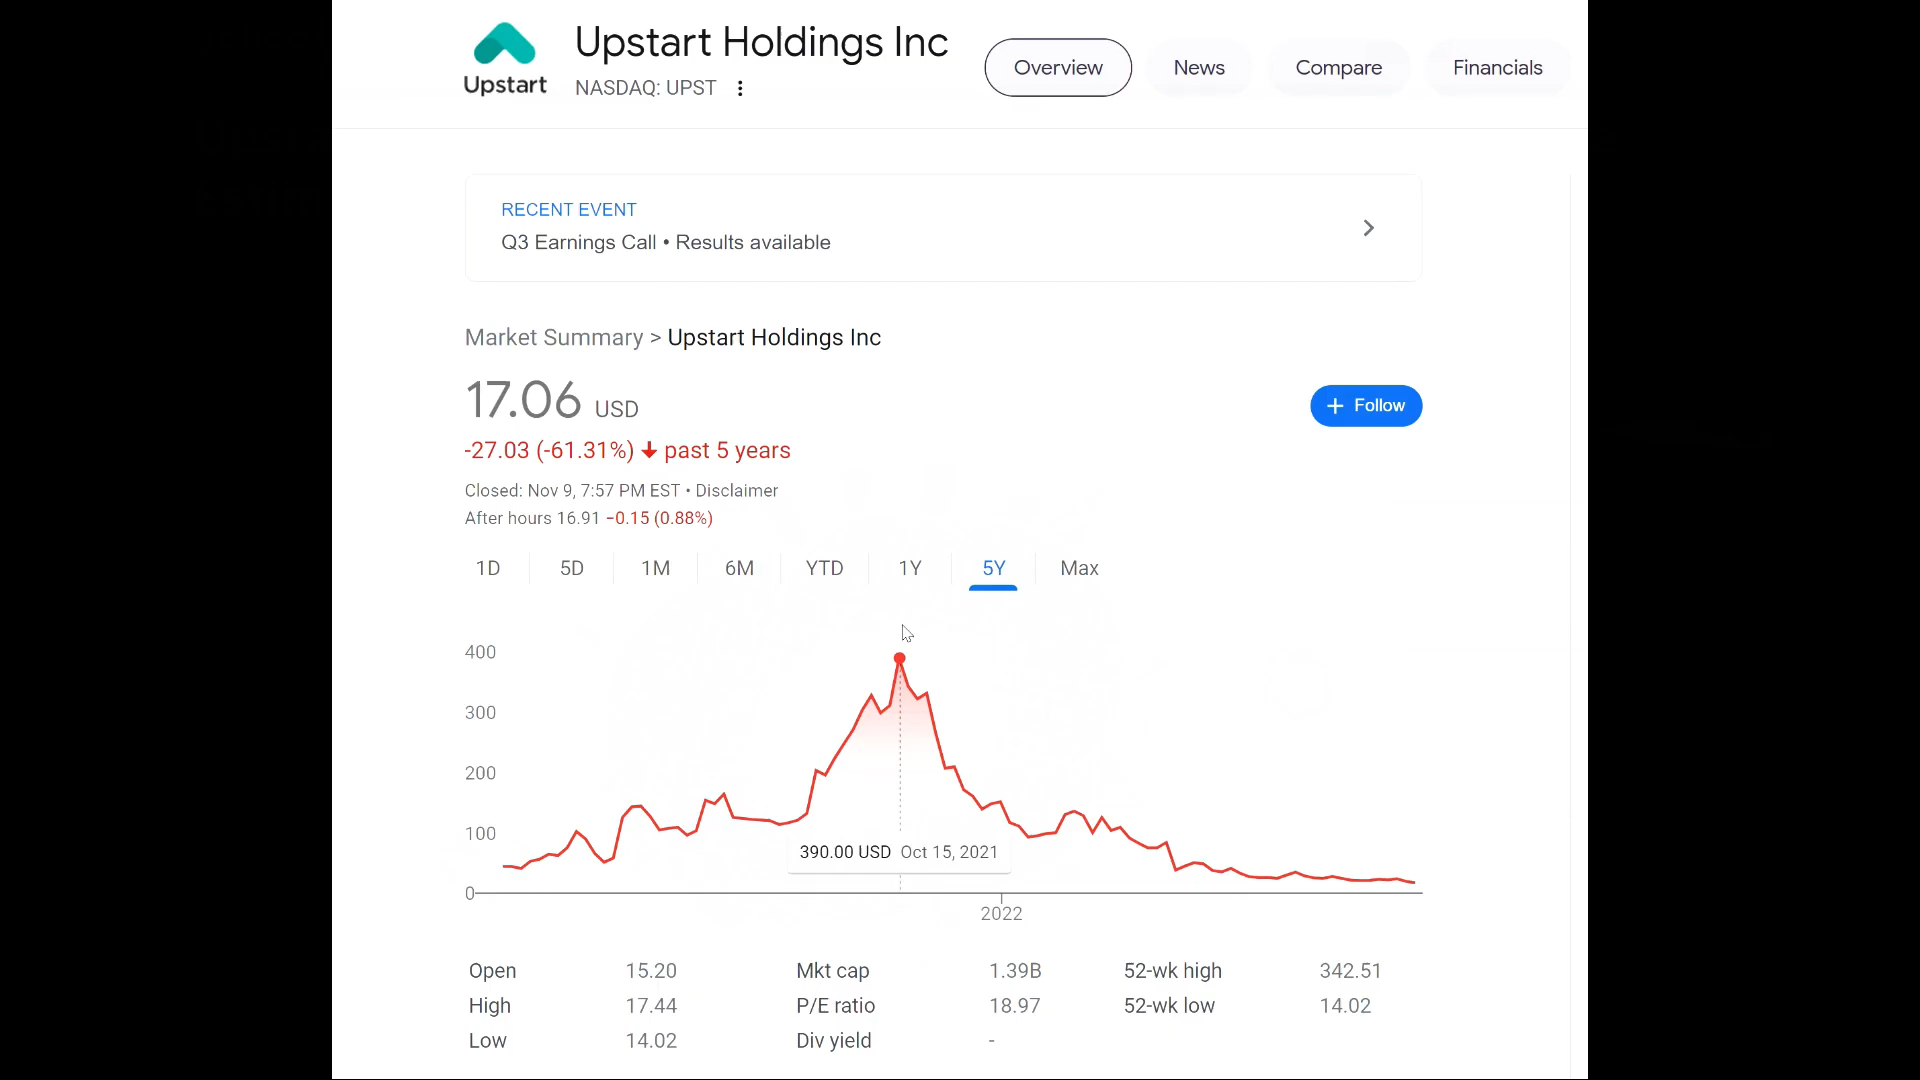 Upstart
Upstart Holdings Inc
NASDAQ: UPST
Overview
News
Compare
Financials
RECENT EVENT
Q3 Earnings Call • Results available
Market Summary > Upstart Holdings Inc
17.06 USD
+ Follow
-27.03 (-61.31%) ↓ past 5 years
Closed: Nov 9, 7:57 PM EST • Disclaimer
After hours 16.91 −0.15 (0.88%)
1D 5D 1M 6M YTD 1Y 5Y Max
400
300
200
100
0
390.00 USD Oct 15, 2021
2022
Open 15.20 Mkt cap 1.39B 52-wk high 342.51
High 17.44 P/E ratio 18.97 52-wk low 14.02
Low 14.02 Div yield -